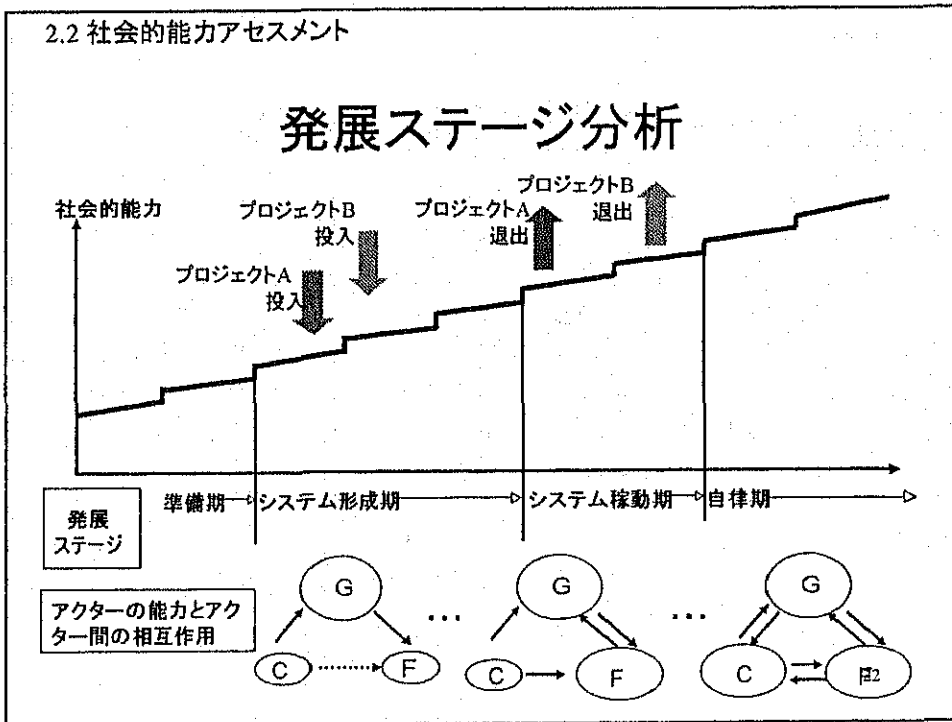 2.2 社会的能力アセスメント
発展ステージ分析
社会的能力
プロジェクトB
投入
プロジェクトA
退出
プロジェクトB
退出
プロジェクトA
投入
準備期
システム形成期
システム稼動期
自律期
発展
ステージ
アクターの能力とアク
ター間の相互作用
G
C
F
...
G
C
F
...
G
C
F